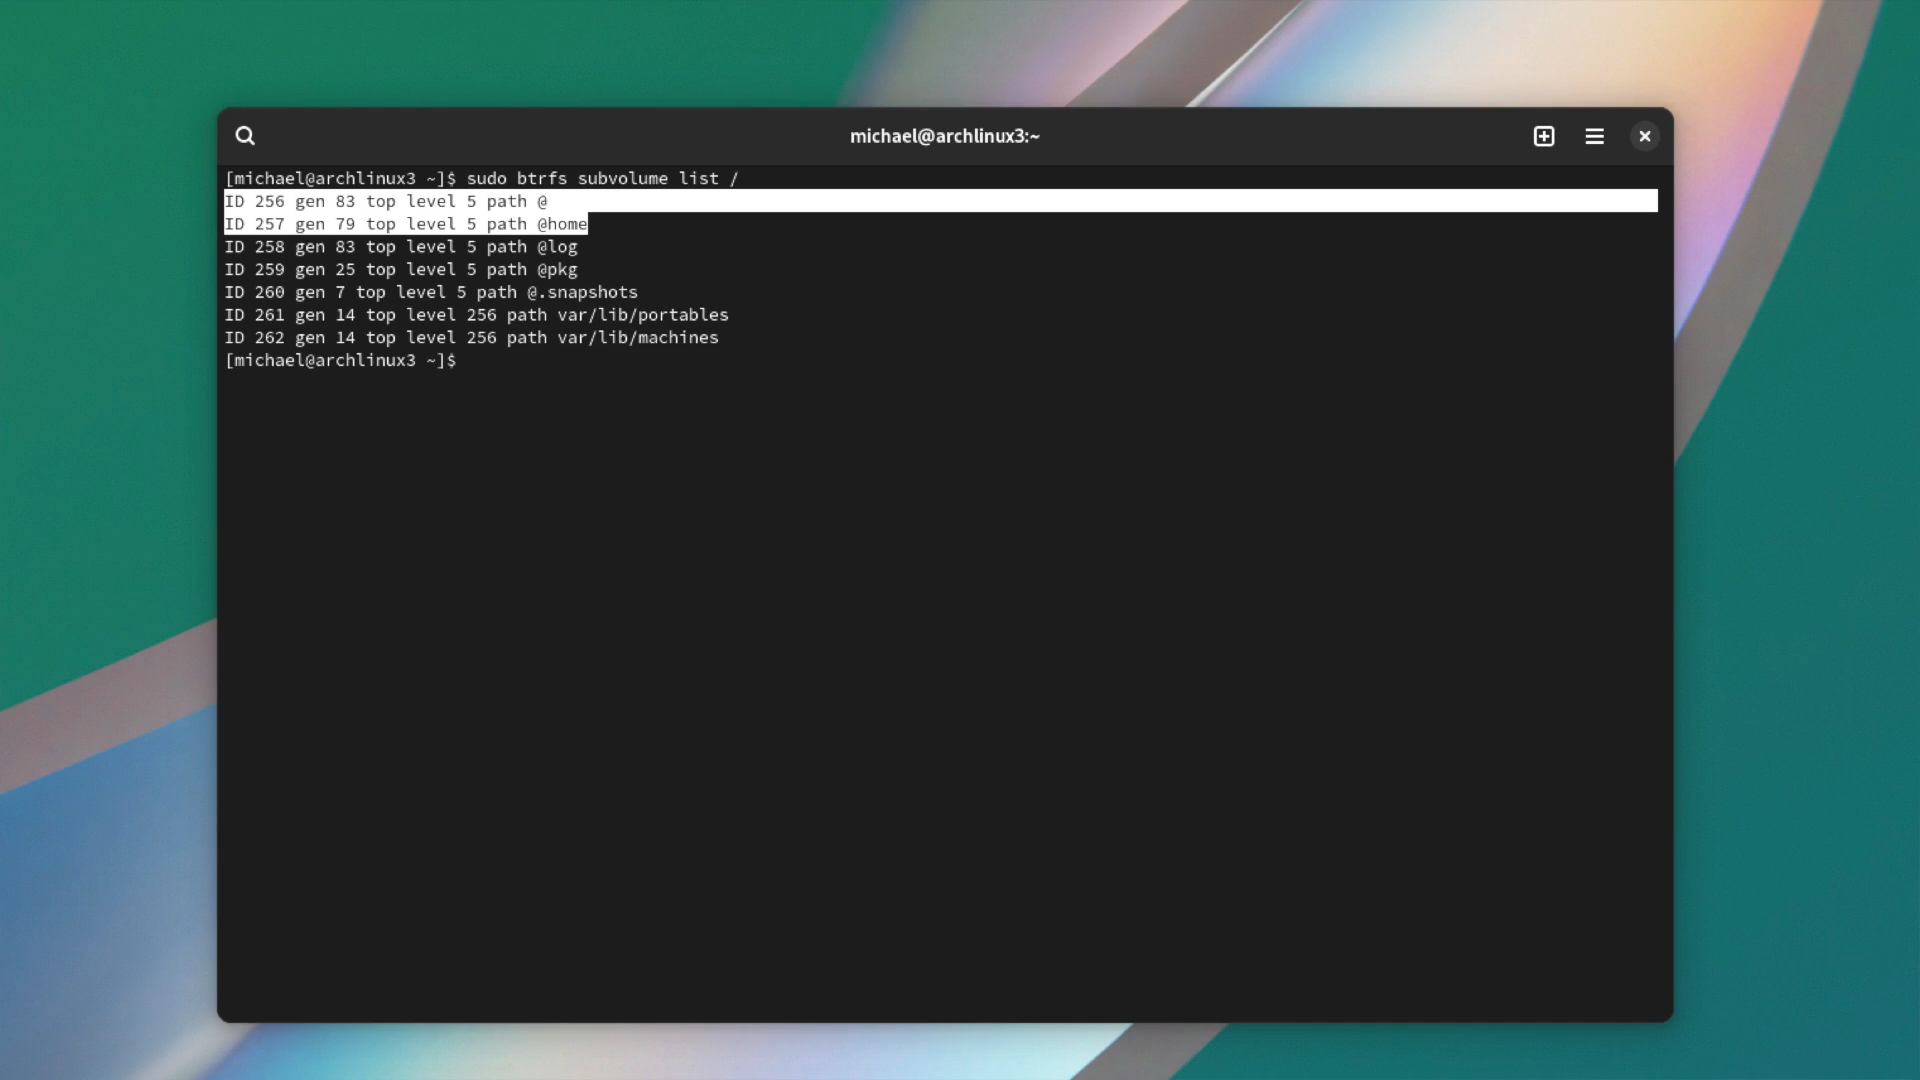 michael@archlinux3:~
[michael@archlinux3 ~]$ sudo btrfs subvolume list /
ID 256 gen 83 top level 5 path @
ID 257 gen 79 top level 5 path @home
ID 258 gen 83 top level 5 path @log
ID 259 gen 25 top level 5 path @pkg
ID 260 gen 7 top level 5 path @.snapshots
ID 261 gen 14 top level 256 path var/lib/portables
ID 262 gen 14 top level 256 path var/lib/machines
[michael@archlinux3 ~]$